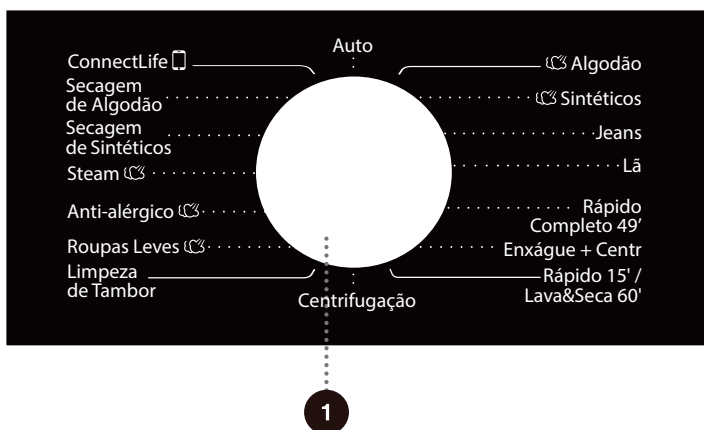 Auto
ConnectLife
Secagem
de Algodão
Secagem
de Sintéticos
Steam
Anti-alérgico
Roupas Leves
Limpeza
de Tambor
Algodão
Sintéticos
Jeans
Lã
Rápido
Completo 49’
Enxágue + Centr
Rápido 15' /
Lava&Seca 60'
Centrifugação
1